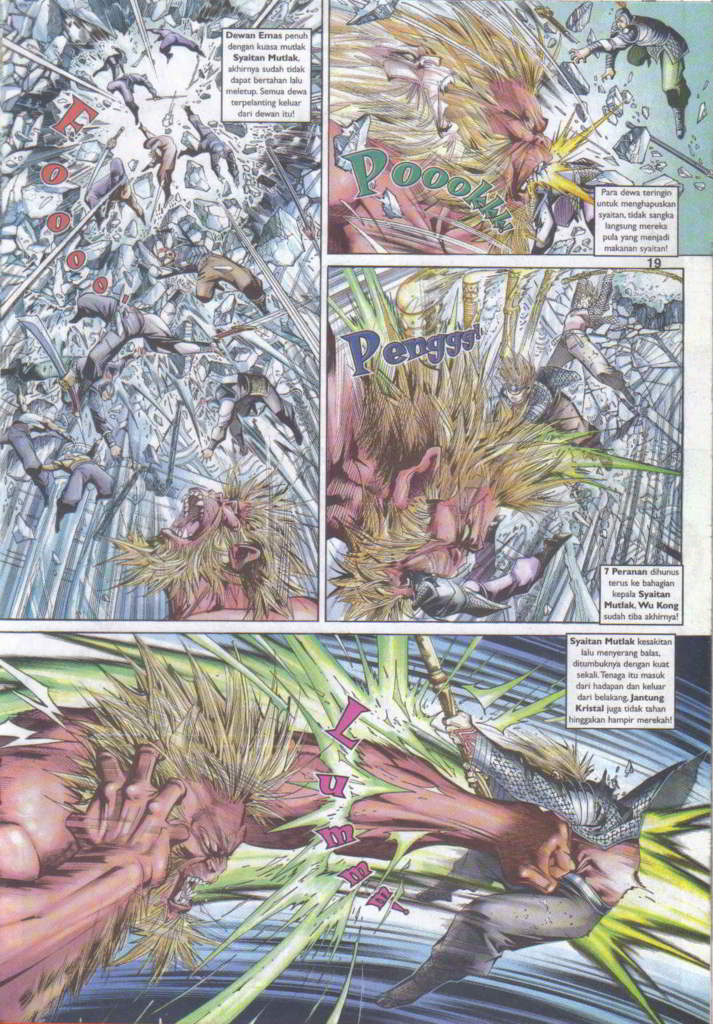 Dewan Emas penuh
dengan kuasa mutlak
Syaitan Mutlak,
akhirnya sudah tidak
dapat bertahan lalu
meletup. Semua dewa
terpelanting keluar
dari dewan itu!
Foooooo!
Poookkk!
Para dewa teringin
untuk menghapuskan
syaitan, tidak sangka
langsung mereka
pula yang menjadi
makanan syaitan!
19
Penggg!
7 Peranan dihunus
terus ke bahagian
kepala Syaitan
Mutlak, Wu Kong
sudah tiba akhirnya!
Syaitan Mutlak kesakitan
lalu menyerang balas,
ditumbuknya dengan kuat
sekali. Tenaga itu masuk
dari hadapan dan keluar
dari belakang, Jantung
Kristal juga tidak tahan
hinggakan hampir merekah!
Lummm!